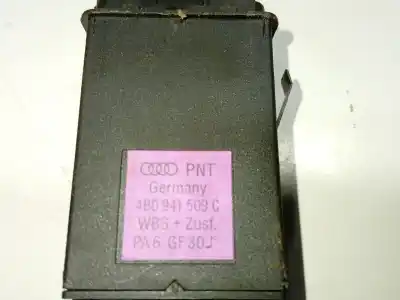 PNT
Germany
4B0 941 509 C
WBS + Zusf.
PA 6 GF 30